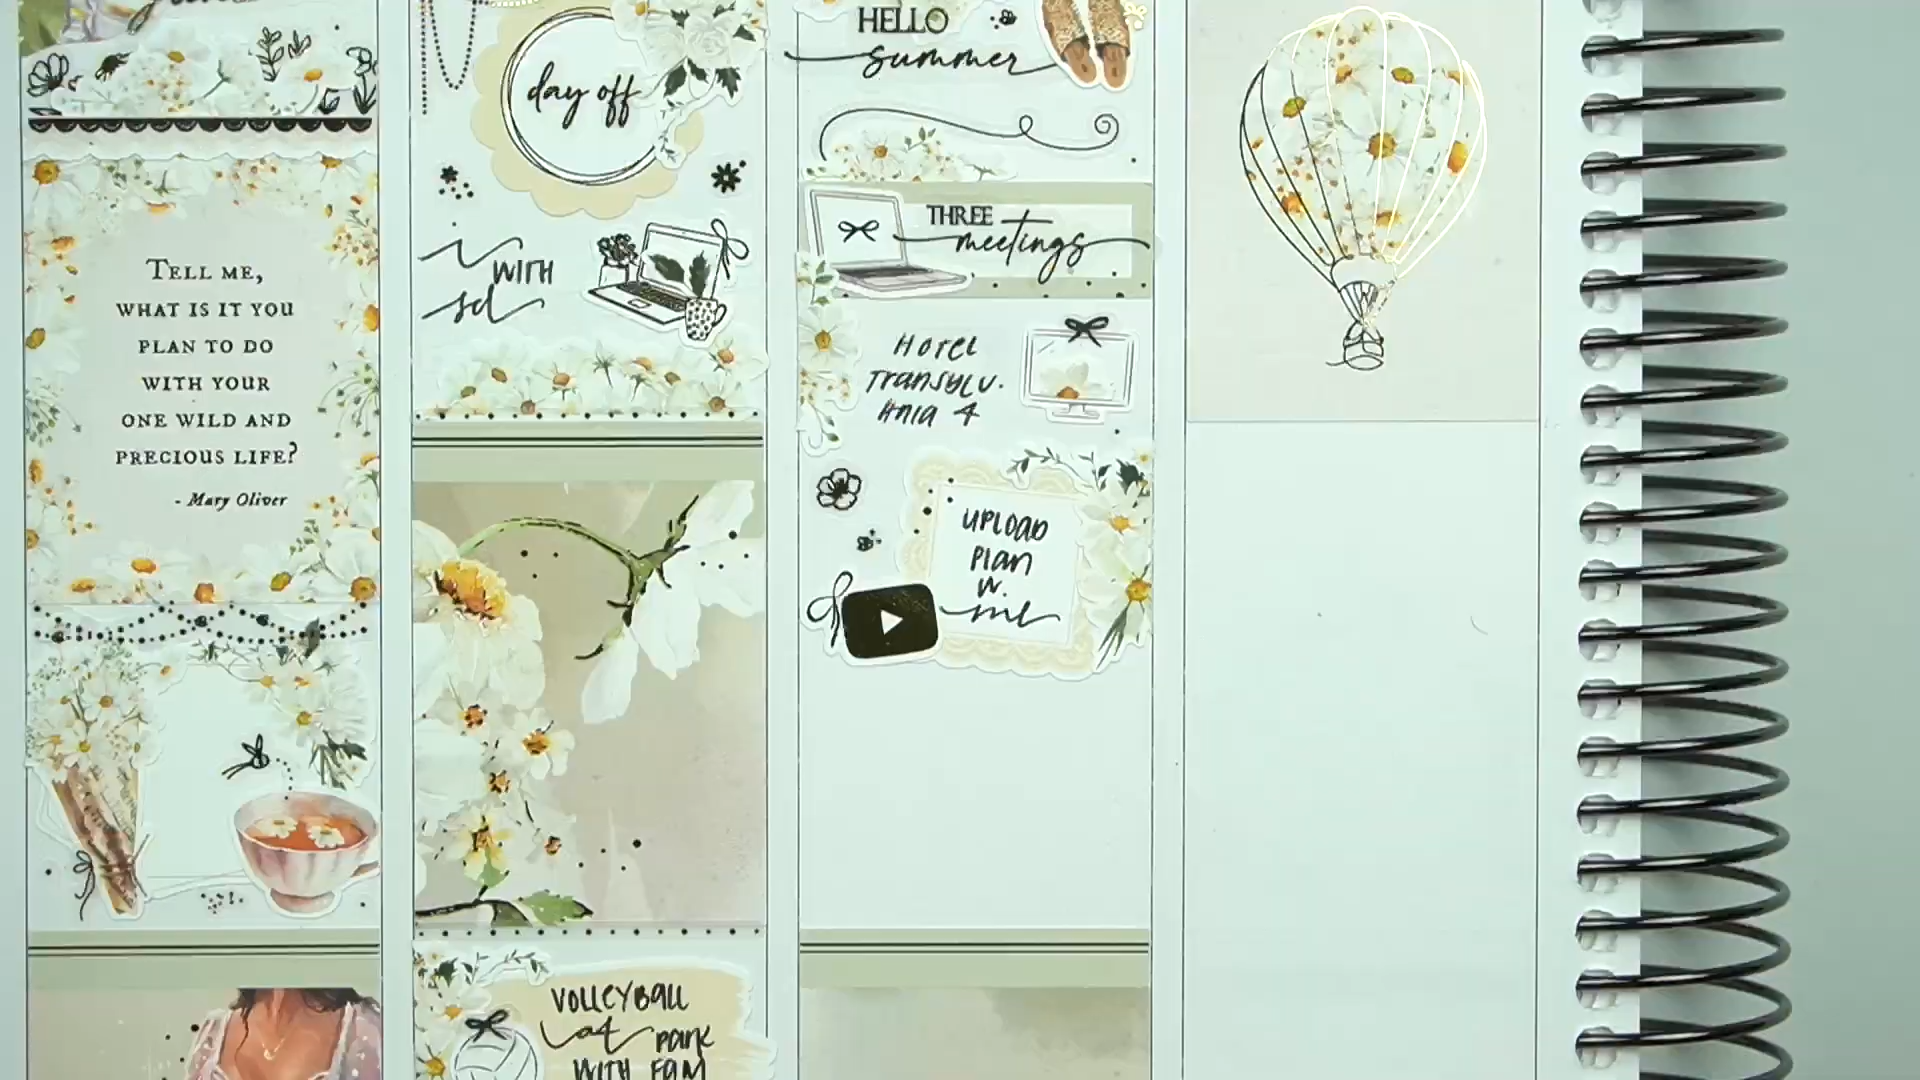 TELL ME,
WHAT IS IT YOU
PLAN TO DO
WITH YOUR
ONE WILD AND
PRECIOUS LIFE?
- Mary Oliver
day off
WITH
VOLLEYBALL
at PARK
WITH FAM
HELLO
summer
THREE
meetings
HOTEL
TRANSYLV.
ANIA 4
UPLOAD
PLAN
W.
me